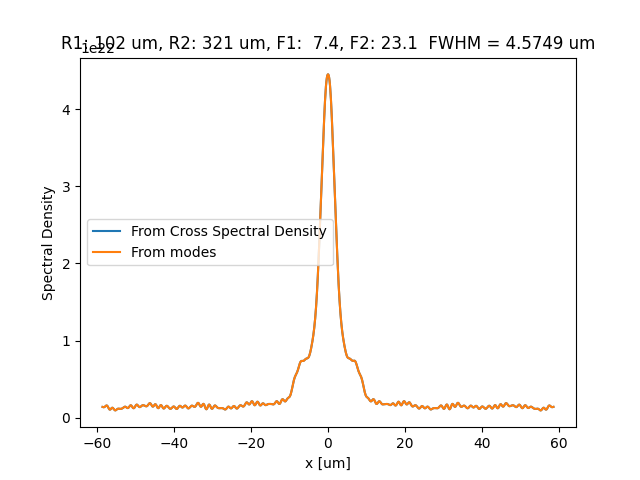 R1: 102 um, R2: 321 um, F1:  7.4, F2: 23.1  FWHM = 4.5749 um
1e22
4
3
2
1
0
Spectral Density
From Cross Spectral Density
From modes
−60 −40 −20 0 20 40 60
x [um]